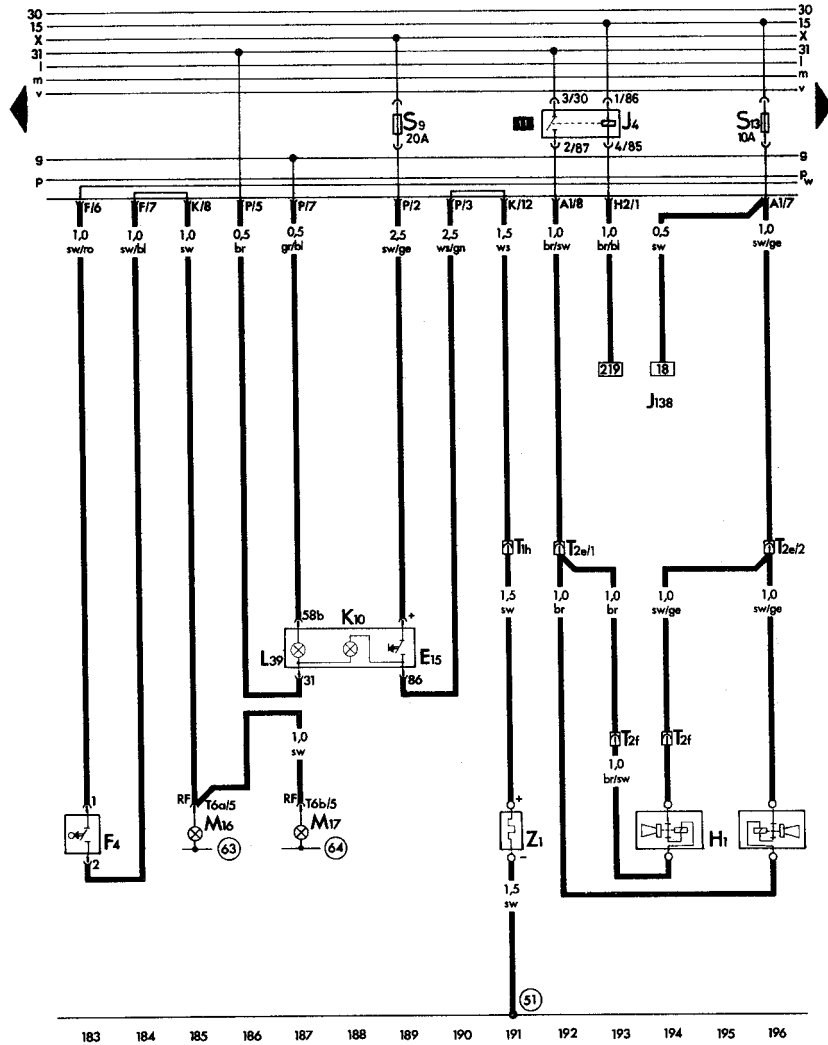 30 30
15 15
X X
31 31
l l
m m
v v
3/30 1/86
S9 20A
11 J4
S13 10A
2/87 4/85
g g
p p
w
F/6 F/7 K/8 P/5 P/7 P/2 P/3 K/12 A1/8 H2/1 A1/7
1,0 1,0 1,0 0,5 0,5 2,5 2,5 1,5 1,0 1,0 0,5 1,0
sw/ro sw/bl sw br gr/bl sw/ge ws/gn ws br/sw br/bl sw sw/ge
219 18
J138
T1h T2e/1 T2e/2
1,5 1,0 1,0 1,0 1,0
sw br br sw/ge sw/ge
58b K10 +
L39 E15
31 86
1,0
sw
T2f T2f
1,0
br/sw
1 RF T6a/5 RF T6b/5 +
F4 M16 M17 Z1 H1
63 64
2 –
1,5
sw
51
183 184 185 186 187 188 189 190 191 192 193 194 195 196